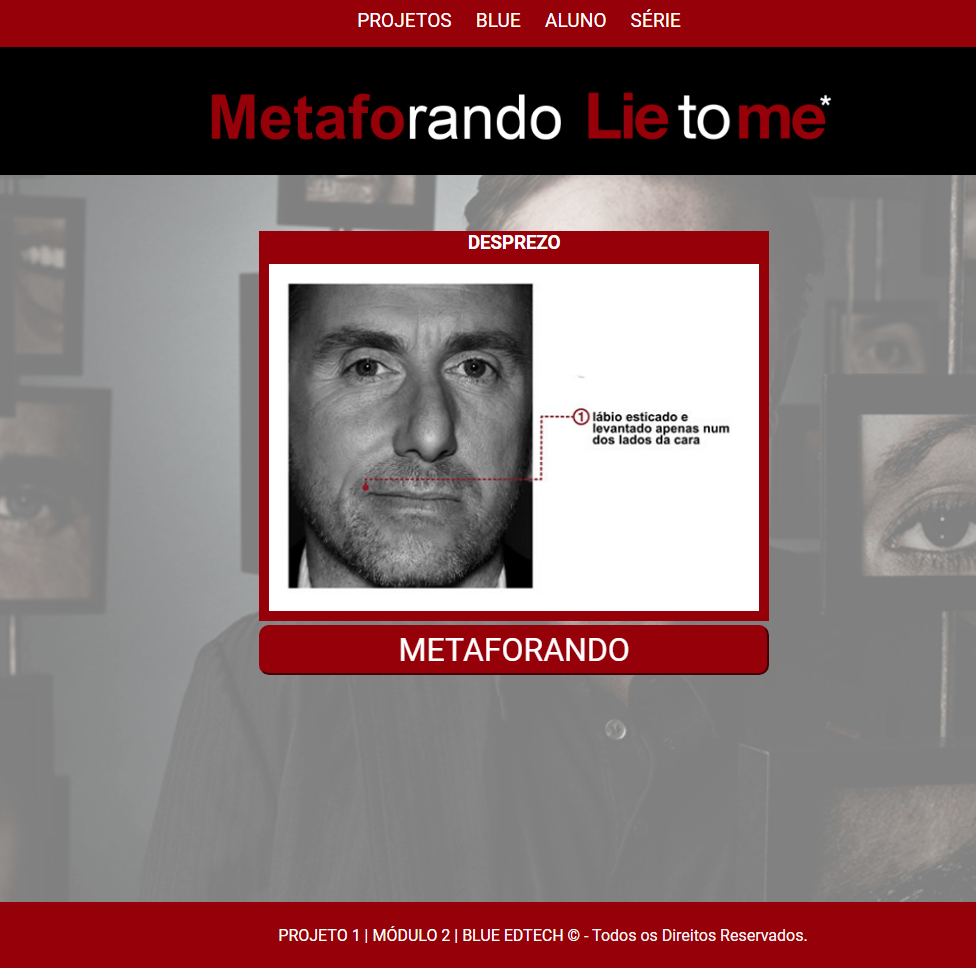 PROJETOS BLUE ALUNO SÉRIE
Metaforando Lie to me*
DESPREZO
1 lábio esticado e
levantado apenas num
dos lados da cara
METAFORANDO
PROJETO 1 | MÓDULO 2 | BLUE EDTECH © - Todos os Direitos Reservados.